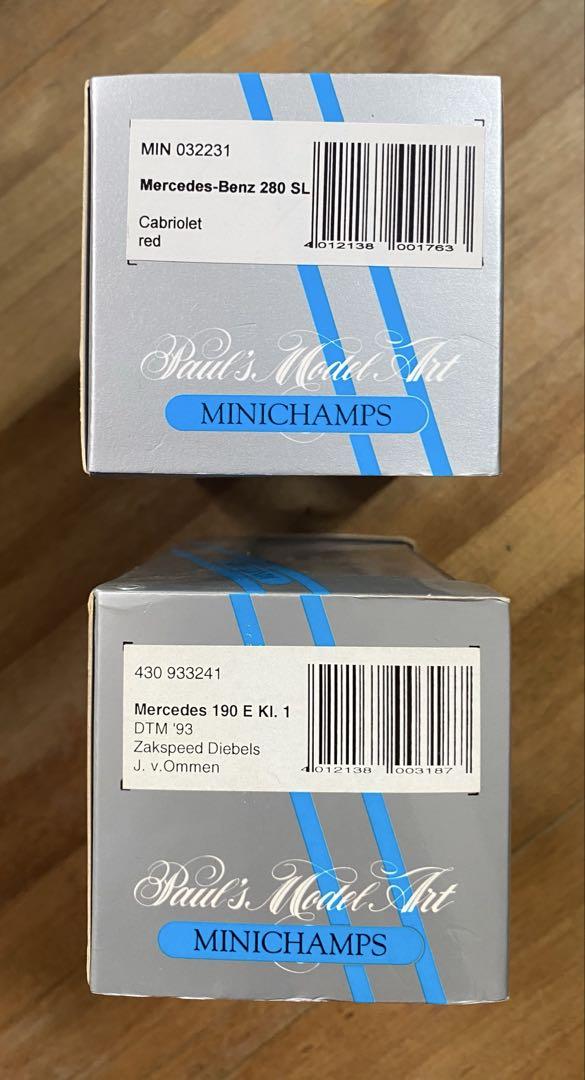 MIN 032231
Mercedes-Benz 280 SL
Cabriolet
red
4 012138 001763
Paul's Model Art
MINICHAMPS
430 933241
Mercedes 190 E Kl. 1
DTM '93
Zakspeed Diebels
J. v.Ommen
4 012138 003187
Paul's Model Art
MINICHAMPS